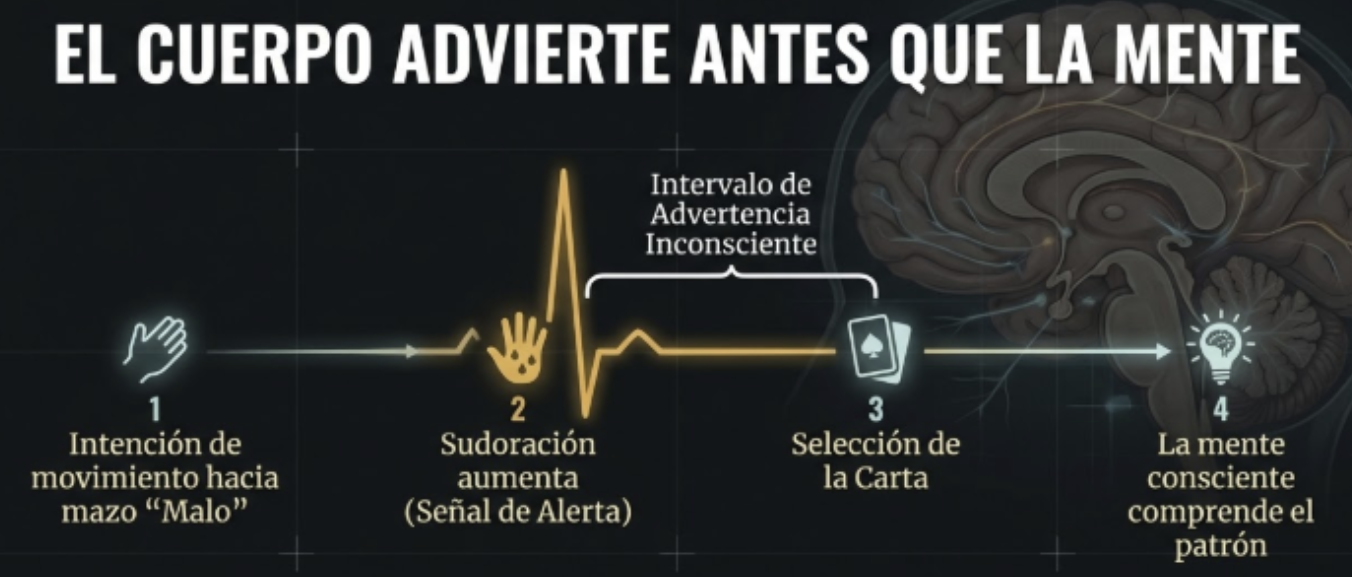 EL CUERPO ADVIERTE ANTES QUE LA MENTE
Intervalo de
Advertencia
Inconsciente
1
Intención de
movimiento hacia
mazo “Malo”
2
Sudoración
aumenta
(Señal de Alerta)
3
Selección de
la Carta
4
La mente
consciente
comprende el
patrón